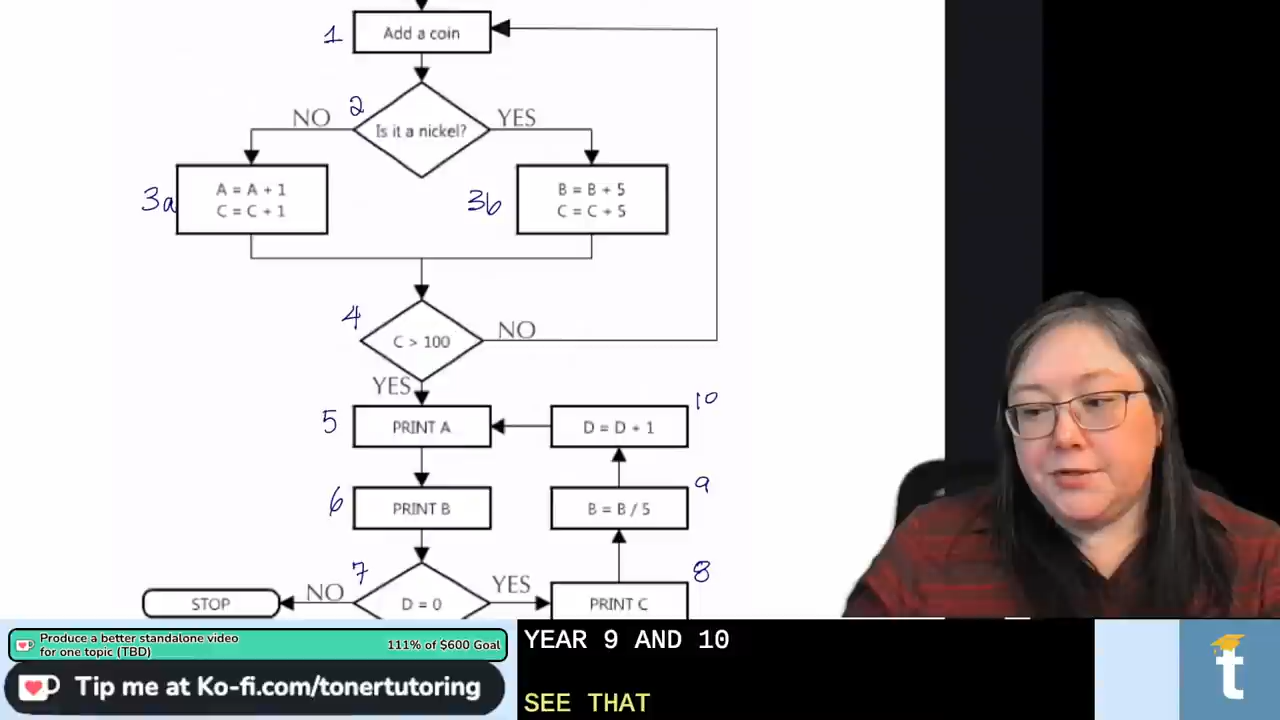 1
Add a coin
2
NO
YES
Is it a nickel?
3a
A = A + 1
C = C + 1
3b
B = B + 5
C = C + 5
4
C > 100
NO
YES
5
PRINT A
10
D = D + 1
6
PRINT B
9
B = B / 5
7
NO
YES
8
STOP
D = 0
PRINT C
Produce a better standalone video
for one topic (TBD)
111% of $600 Goal
Tip me at Ko-fi.com/tonertutoring
YEAR 9 AND 10
SEE THAT
t